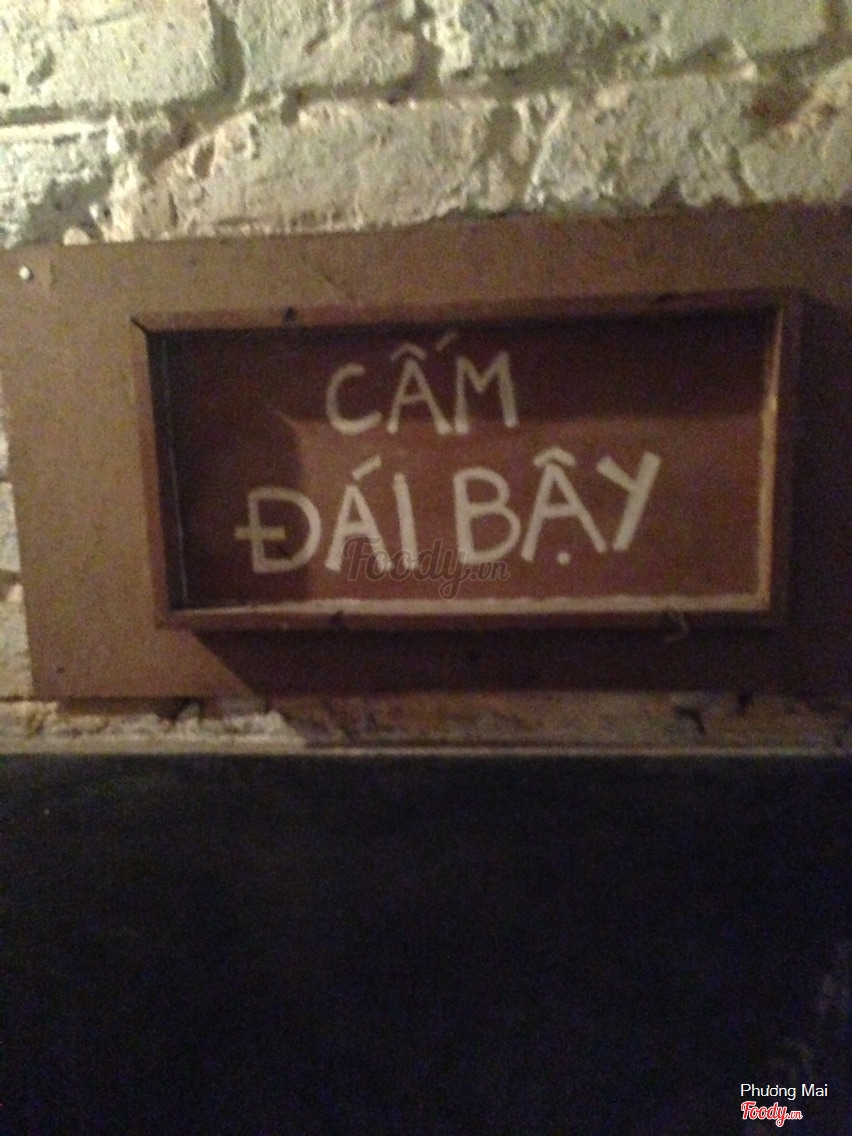 CẤM
ĐÁI BẬY
Foody.vn
Phương Mai
Foody.vn